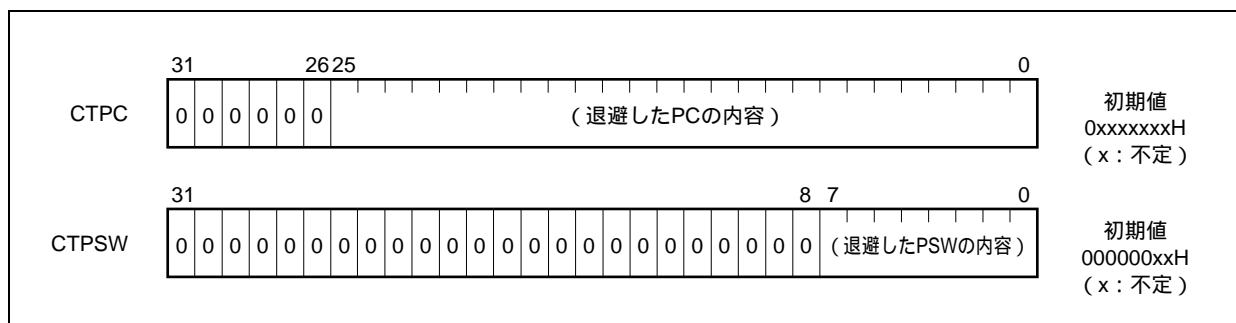 31 26 25 0
CTPC 0 0 0 0 0 0 (退避したPCの内容) 初期値
0xxxxxxxH
(x:不定)
31 8 7 0
CTPSW 0 0 0 0 0 0 0 0 0 0 0 0 0 0 0 0 0 0 0 0 0 0 0 0 (退避したPSWの内容) 初期値
000000xxH
(x:不定)